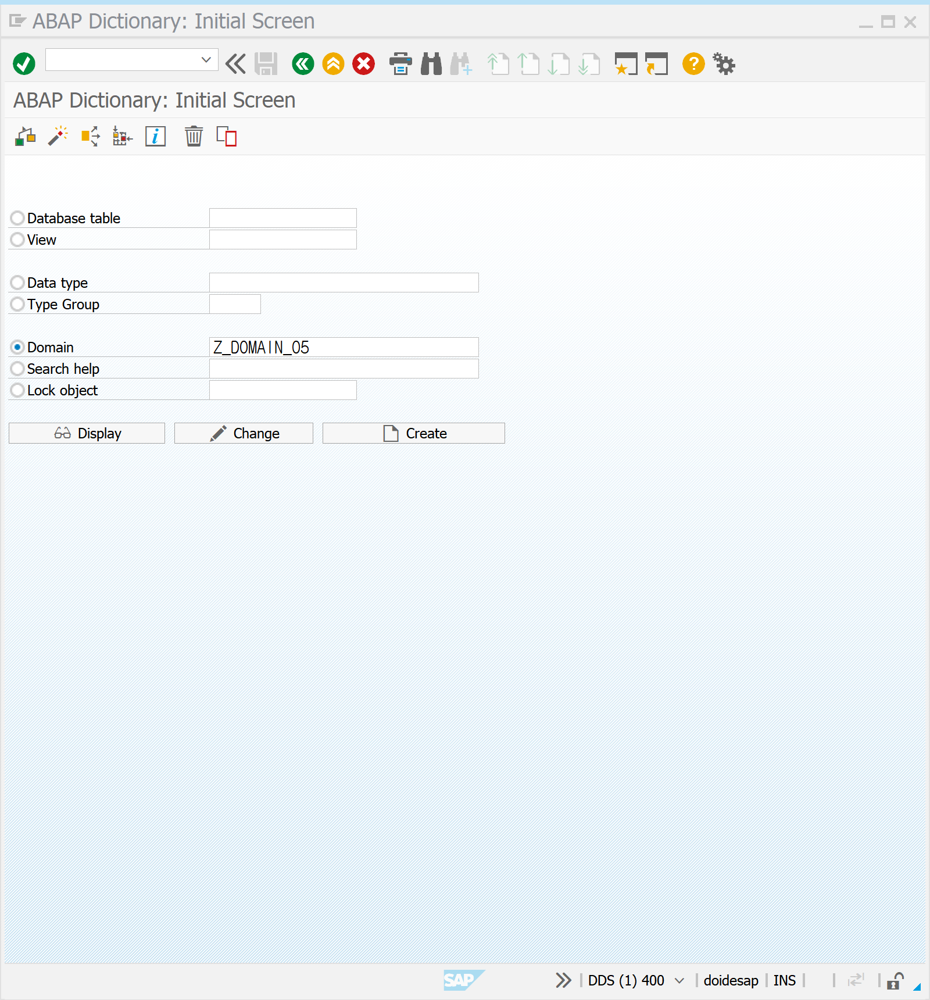 ABAP Dictionary: Initial Screen
ABAP Dictionary: Initial Screen
Database table
View
Data type
Type Group
Domain Z_DOMAIN_05
Search help
Lock object
Display Change Create
SAP DDS (1) 400 doidesap INS